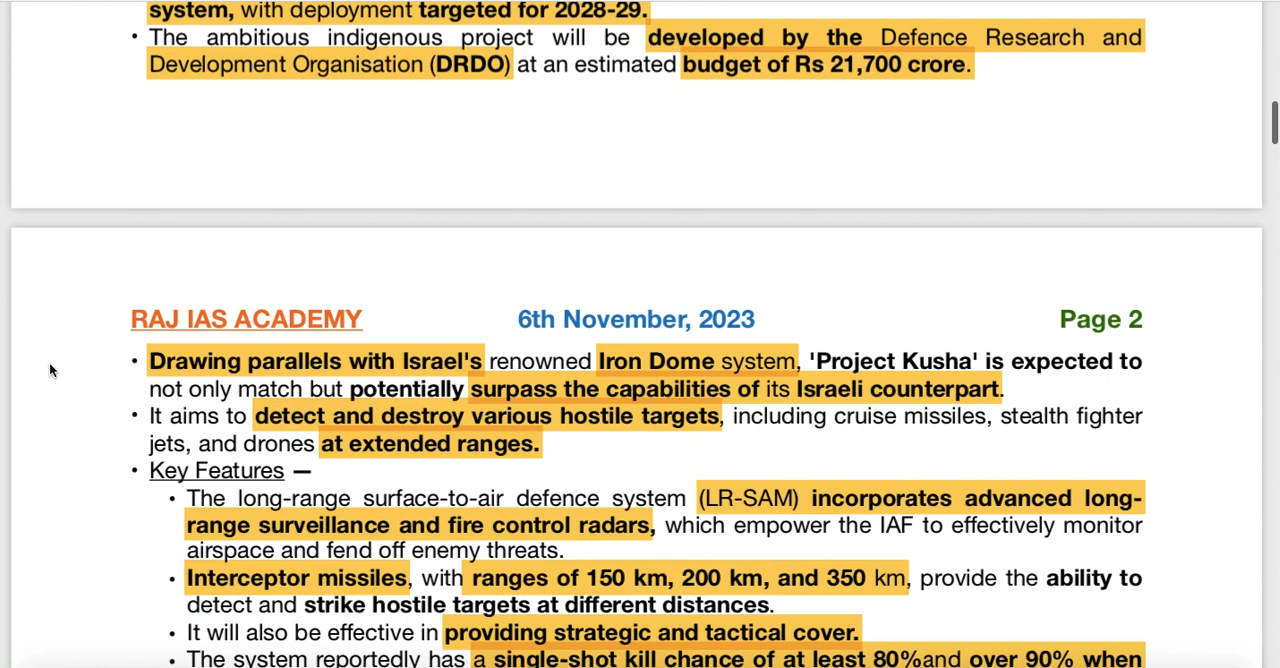 system, with deployment targeted for 2028-29.
• The ambitious indigenous project will be developed by the Defence Research and
Development Organisation (DRDO) at an estimated budget of Rs 21,700 crore.
RAJ IAS ACADEMY 6th November, 2023 Page 2
• Drawing parallels with Israel's renowned Iron Dome system, 'Project Kusha' is expected to
not only match but potentially surpass the capabilities of its Israeli counterpart.
• It aims to detect and destroy various hostile targets, including cruise missiles, stealth fighter
jets, and drones at extended ranges.
• Key Features —
• The long-range surface-to-air defence system (LR-SAM) incorporates advanced long-
range surveillance and fire control radars, which empower the IAF to effectively monitor
airspace and fend off enemy threats.
• Interceptor missiles, with ranges of 150 km, 200 km, and 350 km, provide the ability to
detect and strike hostile targets at different distances.
• It will also be effective in providing strategic and tactical cover.
• The system reportedly has a single-shot kill chance of at least 80%and over 90% when